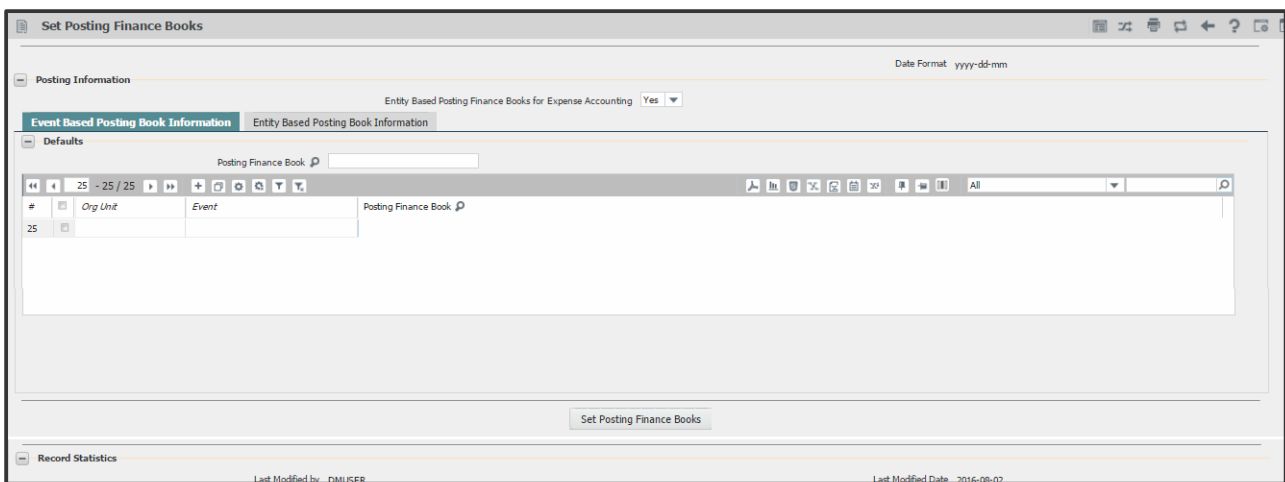 Set Posting Finance Books
Date Format yyyy-dd-mm
Posting Information
Entity Based Posting Finance Books for Expense Accounting Yes
Event Based Posting Book Information Entity Based Posting Book Information
Defaults
Posting Finance Book
25 - 25 / 25 All
# Org Unit Event Posting Finance Book
25
Set Posting Finance Books
Record Statistics
Last Modified by DMUSER Last Modified Date 2016-08-02